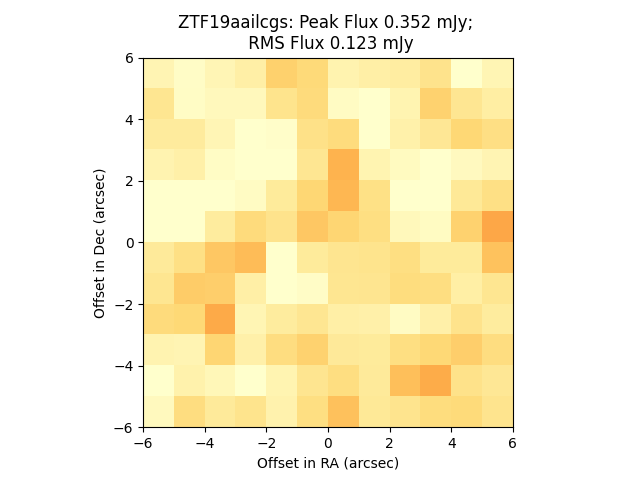 ZTF19aailcgs: Peak Flux 0.352 mJy;
RMS Flux 0.123 mJy
6
4
2
0
−2
−4
−6
Offset in Dec (arcsec)
−6 −4 −2 0 2 4 6
Offset in RA (arcsec)